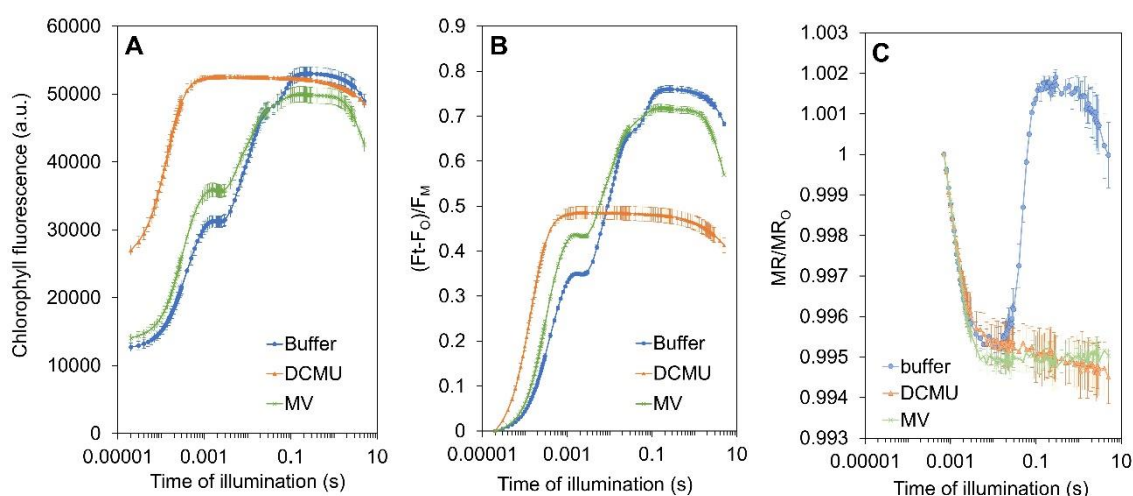 A
Chlorophyll fluorescence (a.u.)
60000
50000
40000
30000
20000
10000
0
0.00001
0.001
0.1
10
Time of illumination (s)
Buffer
DCMU
MV
B
(Ft-FO)/FM
0.9
0.8
0.7
0.6
0.5
0.4
0.3
0.2
0.1
0
0.00001
0.001
0.1
10
Time of illumination (s)
Buffer
DCMU
MV
C
MR/MRO
1.003
1.002
1.001
1
0.999
0.998
0.997
0.996
0.995
0.994
0.993
0.00001
0.001
0.1
10
Time of illumination (s)
buffer
DCMU
MV